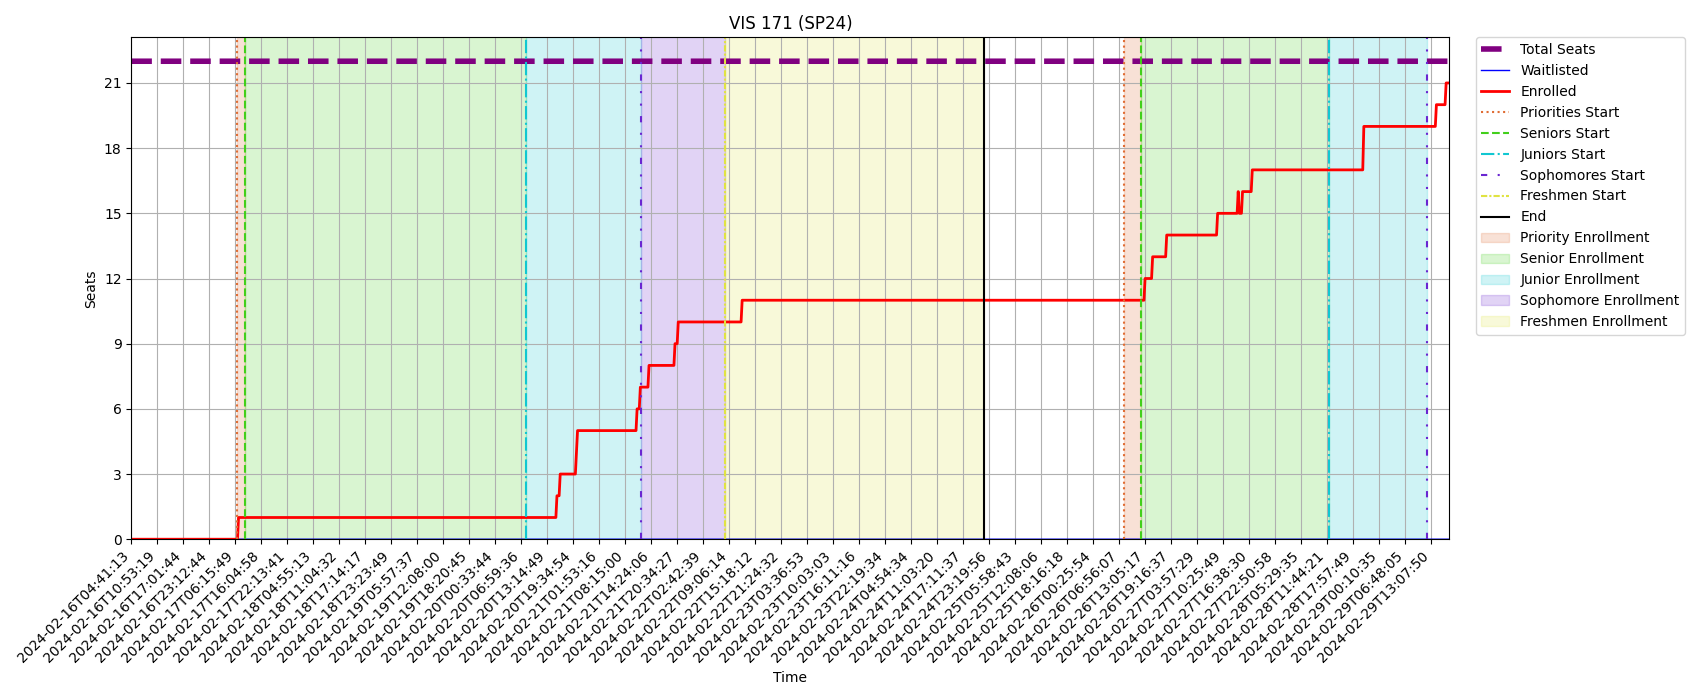 VIS 171 (SP24)
Seats
21
18
15
12
9
6
3
0
2024-02-16T04:41:13
2024-02-16T10:53:19
2024-02-16T17:01:44
2024-02-16T23:12:44
2024-02-17T06:15:49
2024-02-17T16:04:58
2024-02-17T22:13:41
2024-02-18T04:55:13
2024-02-18T11:04:32
2024-02-18T17:14:17
2024-02-18T23:23:49
2024-02-19T05:57:37
2024-02-19T12:08:00
2024-02-19T18:20:45
2024-02-20T00:33:44
2024-02-20T06:59:36
2024-02-20T13:14:49
2024-02-20T19:34:54
2024-02-21T01:53:16
2024-02-21T08:15:00
2024-02-21T14:24:06
2024-02-21T20:34:27
2024-02-22T02:42:39
2024-02-22T09:06:14
2024-02-22T15:18:12
2024-02-22T21:24:32
2024-02-23T03:36:53
2024-02-23T10:03:03
2024-02-23T16:11:16
2024-02-23T22:19:34
2024-02-24T04:54:34
2024-02-24T11:03:20
2024-02-24T17:11:37
2024-02-24T23:19:56
2024-02-25T05:58:43
2024-02-25T12:08:06
2024-02-25T18:16:18
2024-02-26T00:25:54
2024-02-26T06:56:07
2024-02-26T13:05:17
2024-02-26T19:16:37
2024-02-27T03:57:29
2024-02-27T10:25:49
2024-02-27T16:38:30
2024-02-27T22:50:58
2024-02-28T05:29:35
2024-02-28T11:44:21
2024-02-28T17:57:49
2024-02-29T00:10:35
2024-02-29T06:48:05
2024-02-29T13:07:50
Time
Total Seats
Waitlisted
Enrolled
Priorities Start
Seniors Start
Juniors Start
Sophomores Start
Freshmen Start
End
Priority Enrollment
Senior Enrollment
Junior Enrollment
Sophomore Enrollment
Freshmen Enrollment